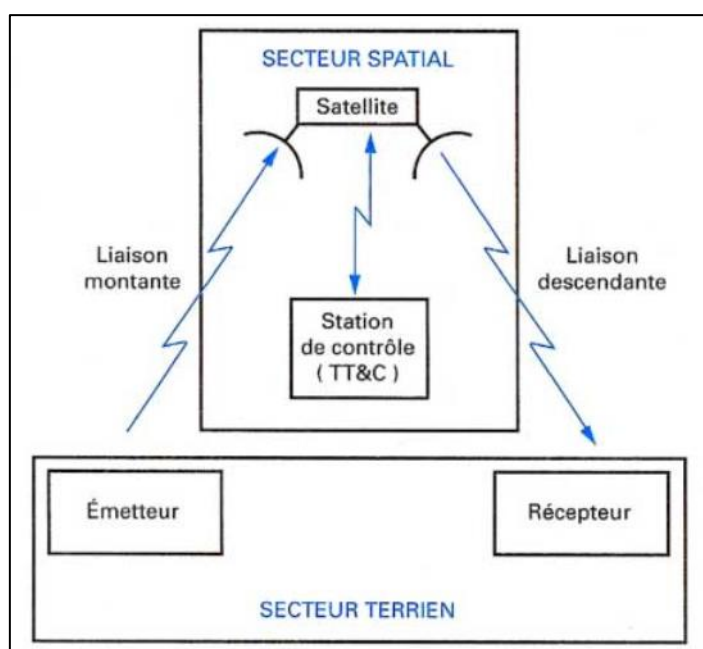 SECTEUR SPATIAL
Satellite
Liaison
montante
Liaison
descendante
Station
de contrôle
( TT&C )
Émetteur
Récepteur
SECTEUR TERRIEN